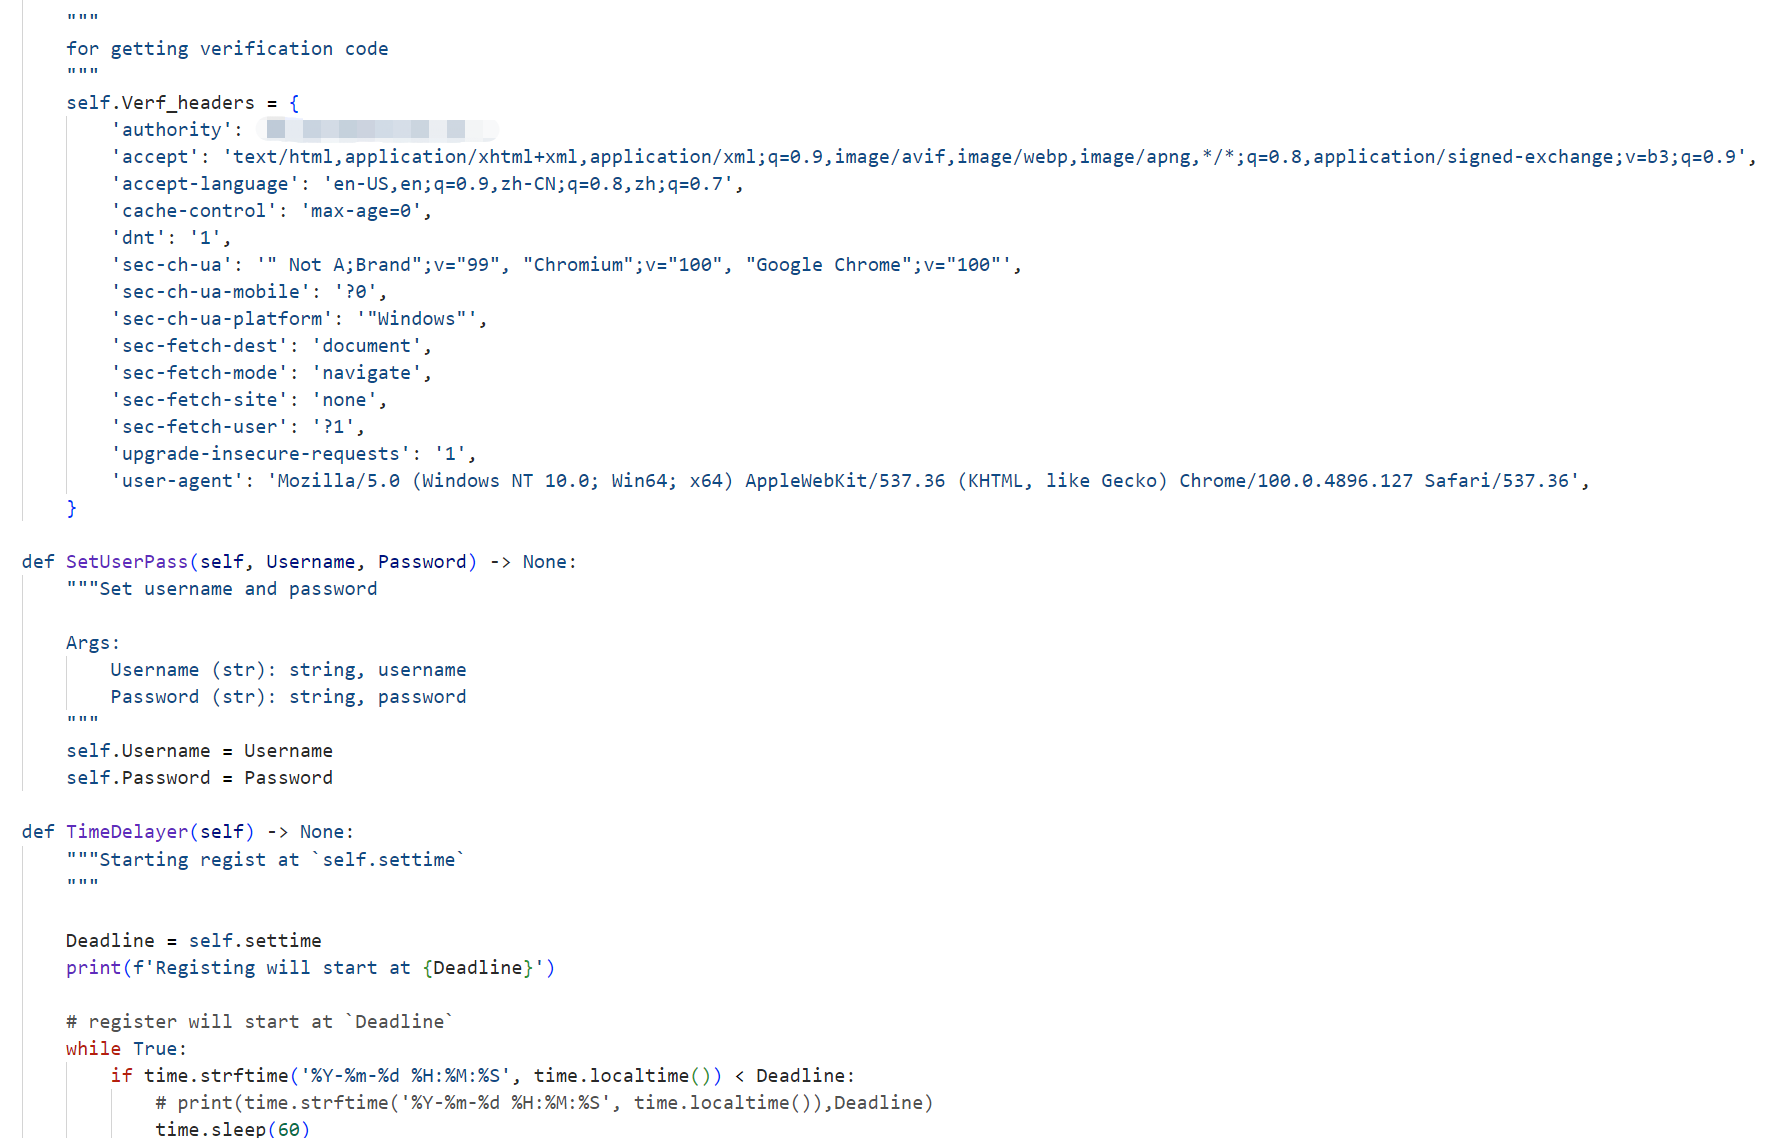 """
for getting verification code
"""
self.Verf_headers = {
'authority':
'accept': 'text/html,application/xhtml+xml,application/xml;q=0.9,image/avif,image/webp,image/apng,*/*;q=0.8,application/signed-exchange;v=b3;q=0.9',
'accept-language': 'en-US,en;q=0.9,zh-CN;q=0.8,zh;q=0.7',
'cache-control': 'max-age=0',
'dnt': '1',
'sec-ch-ua': '" Not A;Brand";v="99", "Chromium";v="100", "Google Chrome";v="100"',
'sec-ch-ua-mobile': '?0',
'sec-ch-ua-platform': '"Windows"',
'sec-fetch-dest': 'document',
'sec-fetch-mode': 'navigate',
'sec-fetch-site': 'none',
'sec-fetch-user': '?1',
'upgrade-insecure-requests': '1',
'user-agent': 'Mozilla/5.0 (Windows NT 10.0; Win64; x64) AppleWebKit/537.36 (KHTML, like Gecko) Chrome/100.0.4896.127 Safari/537.36',
}
def SetUserPass(self, Username, Password) -> None:
"""Set username and password
Args:
Username (str): string, username
Password (str): string, password
"""
self.Username = Username
self.Password = Password
def TimeDelayer(self) -> None:
"""Starting regist at `self.settime`
"""
Deadline = self.settime
print(f'Registing will start at {Deadline}')
# register will start at `Deadline`
while True:
if time.strftime('%Y-%m-%d %H:%M:%S', time.localtime()) < Deadline:
# print(time.strftime('%Y-%m-%d %H:%M:%S', time.localtime()),Deadline)
time.sleep(60)